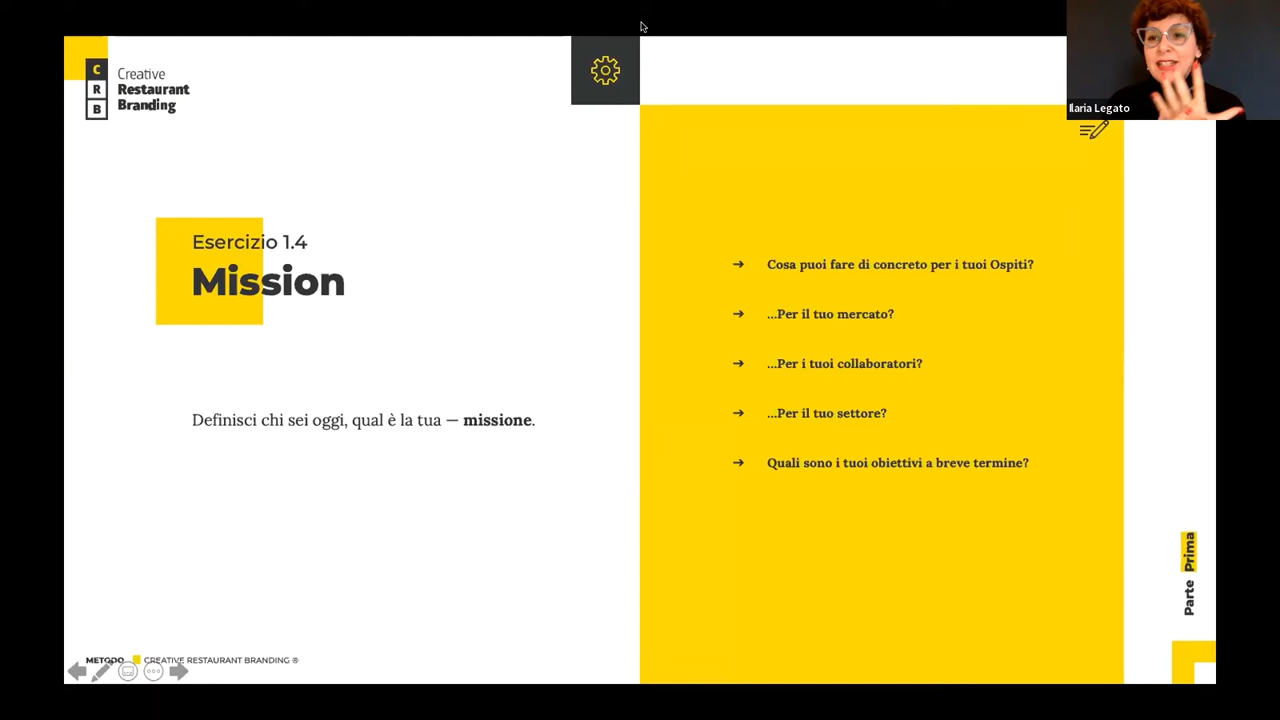 C
R
B
Creative
Restaurant
Branding
Ilaria Legato
Esercizio 1.4
Mission
Definisci chi sei oggi, qual è la tua — missione.
➔ Cosa puoi fare di concreto per i tuoi Ospiti?
➔ ...Per il tuo mercato?
➔ ...Per i tuoi collaboratori?
➔ ...Per il tuo settore?
➔ Quali sono i tuoi obiettivi a breve termine?
Parte Prima
METODO CREATIVE RESTAURANT BRANDING ®